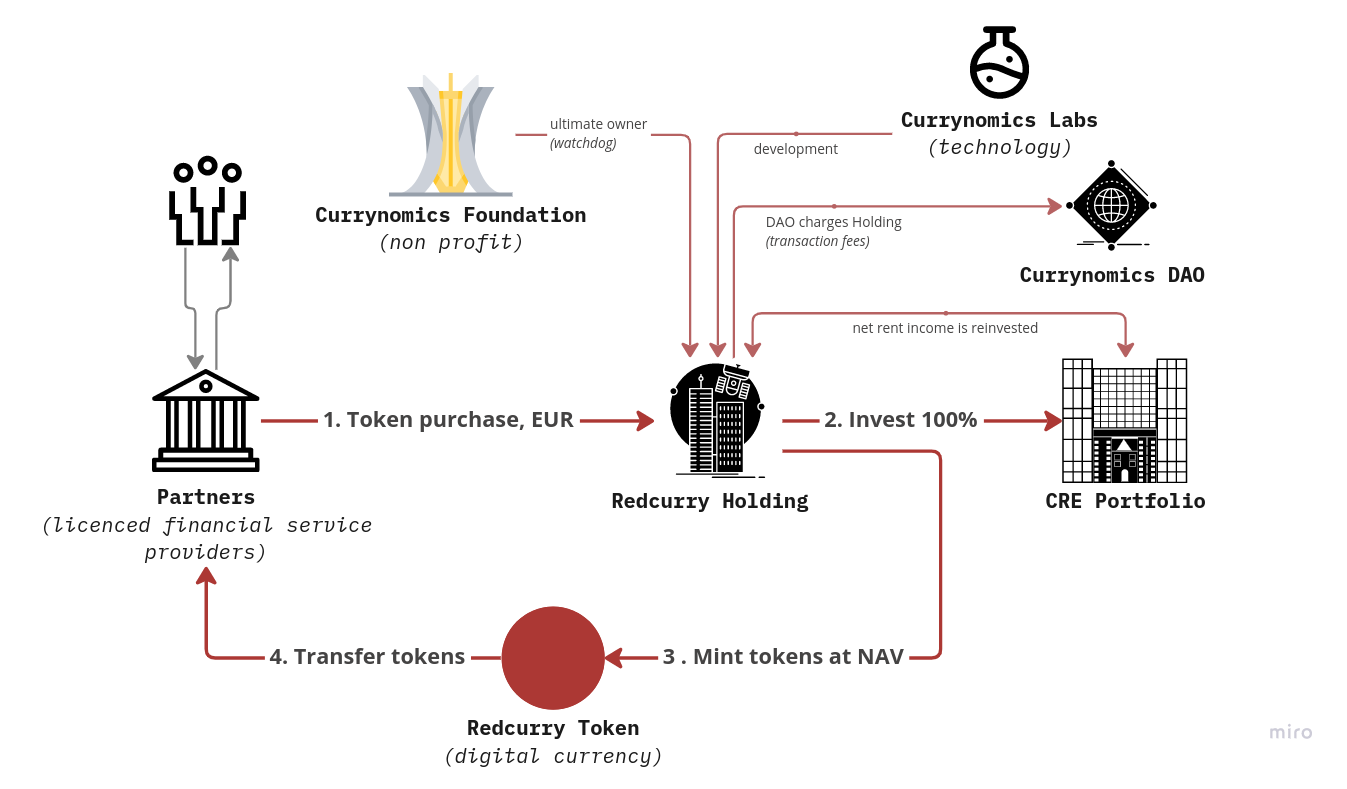 Currynomics Labs
(technology)
ultimate owner
(watchdog)
development
Currynomics Foundation
(non profit)
DAO charges Holding
(transaction fees)
Currynomics DAO
net rent income is reinvested
1. Token purchase, EUR
2. Invest 100%
Partners
(licenced financial service
providers)
Redcurry Holding
CRE Portfolio
4. Transfer tokens
3 . Mint tokens at NAV
Redcurry Token
(digital currency)
miro